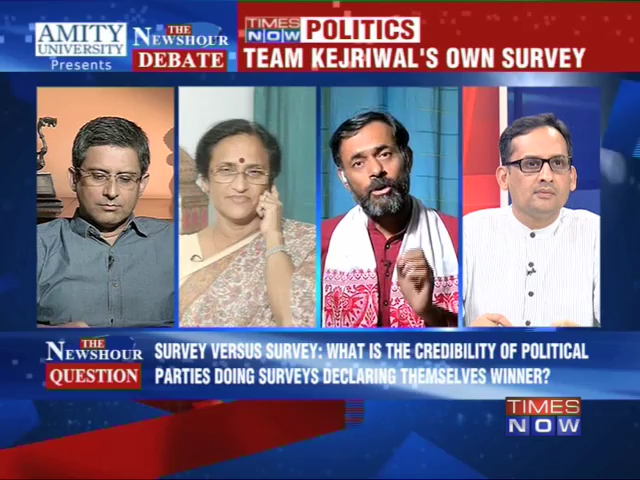 AMITY
UNIVERSITY
Presents
THE
NEWSHOUR
DEBATE
TIMES
NOW
POLITICS
TEAM KEJRIWAL'S OWN SURVEY
THE
NEWSHOUR
QUESTION
SURVEY VERSUS SURVEY: WHAT IS THE CREDIBILITY OF POLITICAL
PARTIES DOING SURVEYS DECLARING THEMSELVES WINNER?
TIMES
NOW